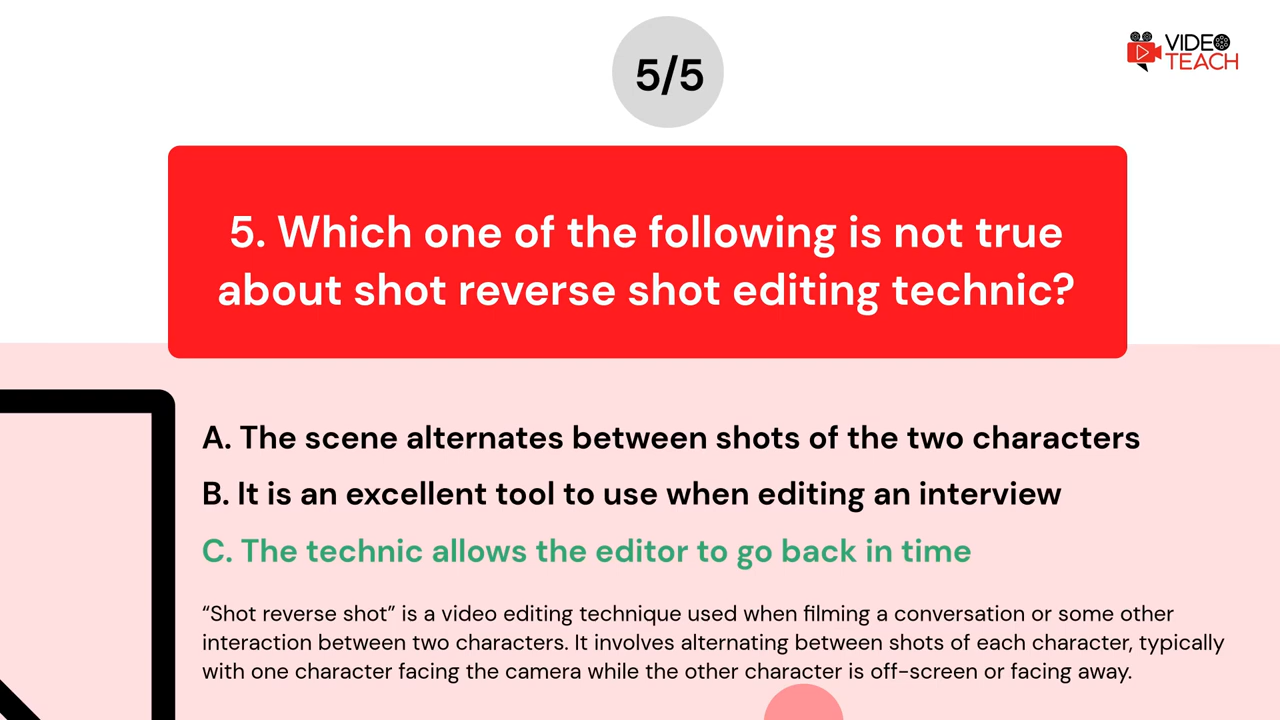 5/5
VIDEO
TEACH
5. Which one of the following is not true
about shot reverse shot editing technic?
A. The scene alternates between shots of the two characters
B. It is an excellent tool to use when editing an interview
C. The technic allows the editor to go back in time
“Shot reverse shot” is a video editing technique used when filming a conversation or some other
interaction between two characters. It involves alternating between shots of each character, typically
with one character facing the camera while the other character is off-screen or facing away.